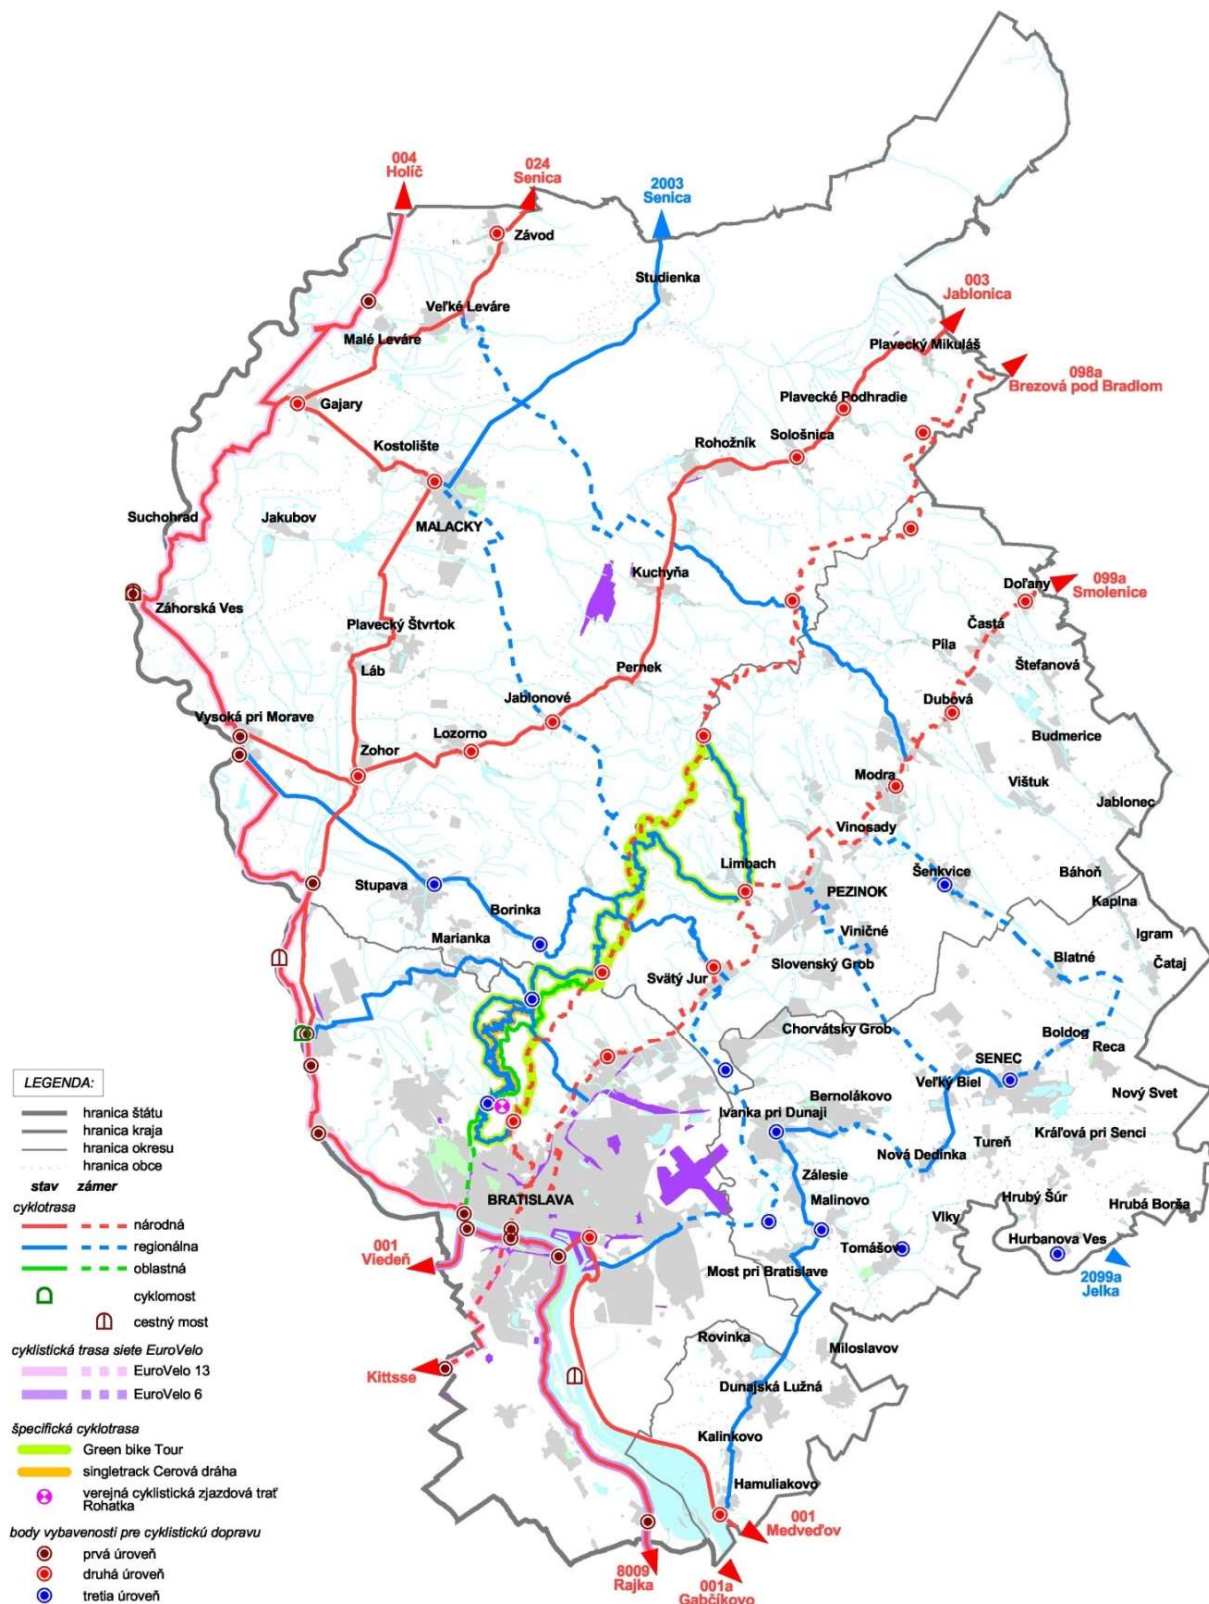 004
Holíč
024
Senica
2003
Senica
Závod
Studienka
003
Jablonica
Veľké Leváre
Malé Leváre
Plavecký Mikuláš
098a
Brezová pod Bradlom
Gajary
Plavecké Podhradie
Kostolište
Rohožník
Sološnica
Suchohrad
Jakubov
MALACKY
Kuchyňa
Doľany
099a
Smolenice
Záhorská Ves
Plavecký Štvrtok
Častá
Píla
Štefanová
Láb
Pernek
Jablonové
Dubová
Vysoká pri Morave
Lozorno
Zohor
Budmerice
Modra
Vištuk
Jablonec
Vinosady
Limbach
Stupava
PEZINOK
Šenkvice
Báhoň
Kaplna
Borinka
Marianka
Viničné
Igram
Svätý Jur
Slovenský Grob
Blatné
Čataj
Chorvátsky Grob
Boldog
Reca
SENEC
Veľký Biel
Nový Svet
Bernolákovo
Ivanka pri Dunaji
Tureň
Kráľová pri Senci
Nová Dedinka
Zálesie
Malinovo
Hrubý Šúr
Hrubá Borša
BRATISLAVA
Vlky
Tomášov
Hurbanova Ves
001
Viedeň
Most pri Bratislave
2099a
Jelka
Rovinka
Miloslavov
Kittsse
Dunajská Lužná
Kalinkovo
Hamuliakovo
001
Medveďov
8009
Rajka
001a
Gabčíkovo
LEGENDA:
hranica štátu
hranica kraja
hranica okresu
hranica obce
stav zámer
cyklotrasa
národná
regionálna
oblastná
cyklomost
cestný most
cyklistická trasa siete EuroVelo
EuroVelo 13
EuroVelo 6
špecifická cyklotrasa
Green bike Tour
singletrack Cerová dráha
verejná cyklistická zjazdová trať
Rohatka
body vybavenosti pre cyklistickú dopravu
prvá úroveň
druhá úroveň
tretia úroveň